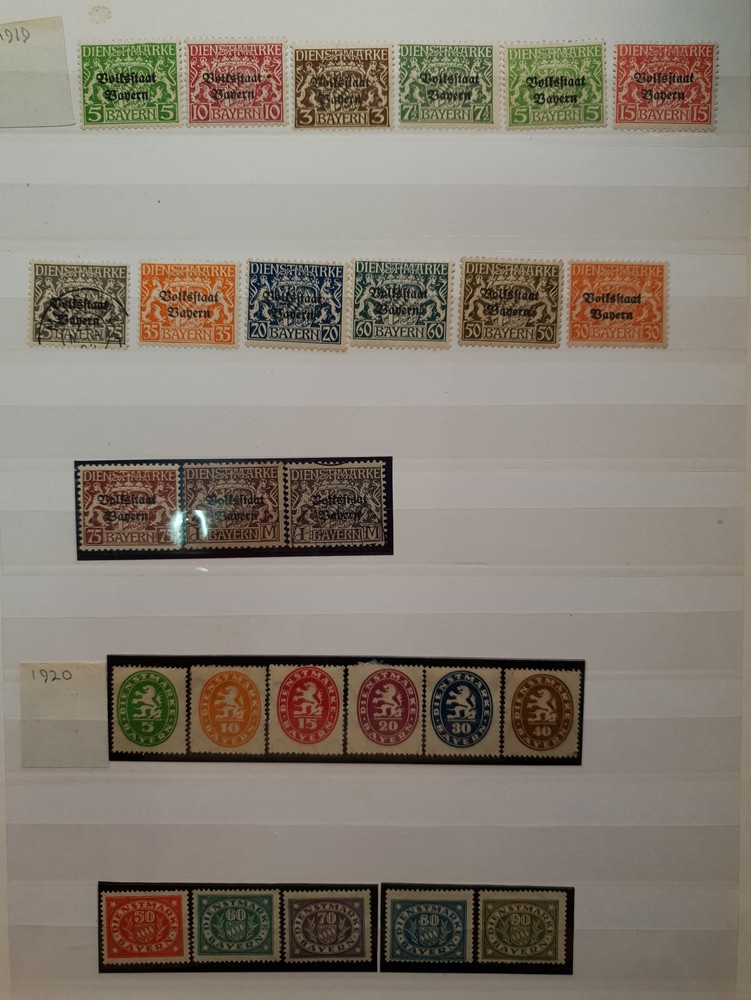 1919
DIENSTMARKE
Volksstaat
Bayern
5 5
BAYERN
DIENSTMARKE
Volksstaat
Bayern
10 10
BAYERN
DIENSTMARKE
Volksstaat
Bayern
3 3
BAYERN
DIENSTMARKE
Volksstaat
Bayern
7½ 7½
BAYERN
DIENSTMARKE
Volksstaat
Bayern
5 5
BAYERN
DIENSTMARKE
Volksstaat
Bayern
15 15
BAYERN
DIENSTMARKE
Volksstaat
Bayern
25 25
BAYERN
DIENSTMARKE
Volksstaat
Bayern
35 35
BAYERN
DIENSTMARKE
Volksstaat
Bayern
20 20
BAYERN
DIENSTMARKE
Volksstaat
Bayern
60 60
BAYERN
DIENSTMARKE
Volksstaat
Bayern
50 50
BAYERN
DIENSTMARKE
Volksstaat
Bayern
30 30
BAYERN
DIENSTMARKE
Volksstaat
Bayern
75 75
BAYERN
DIENSTMARKE
Volksstaat
Bayern
1 M
BAYERN
DIENSTMARKE
Volksstaat
Bayern
1 M
BAYERN
1920
DIENSTMARKE
5
BAYERN
DIENSTMARKE
10
BAYERN
DIENSTMARKE
15
BAYERN
DIENSTMARKE
20
BAYERN
DIENSTMARKE
30
BAYERN
DIENSTMARKE
40
BAYERN
DIENSTMARKE
50
BAYERN
DIENSTMARKE
60
BAYERN
DIENSTMARKE
70
BAYERN
DIENSTMARKE
80
BAYERN
DIENSTMARKE
90
BAYERN